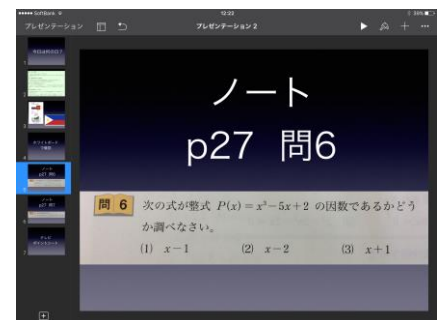 SoftBank
12:22
プレゼンテーション
プレゼンテーション 2
ノート
p27 問6
問 6 次の式が整式 P(x)=x³−5x+2 の因数であるかどう
か調べなさい。
(1) x−1 (2) x−2 (3) x+1